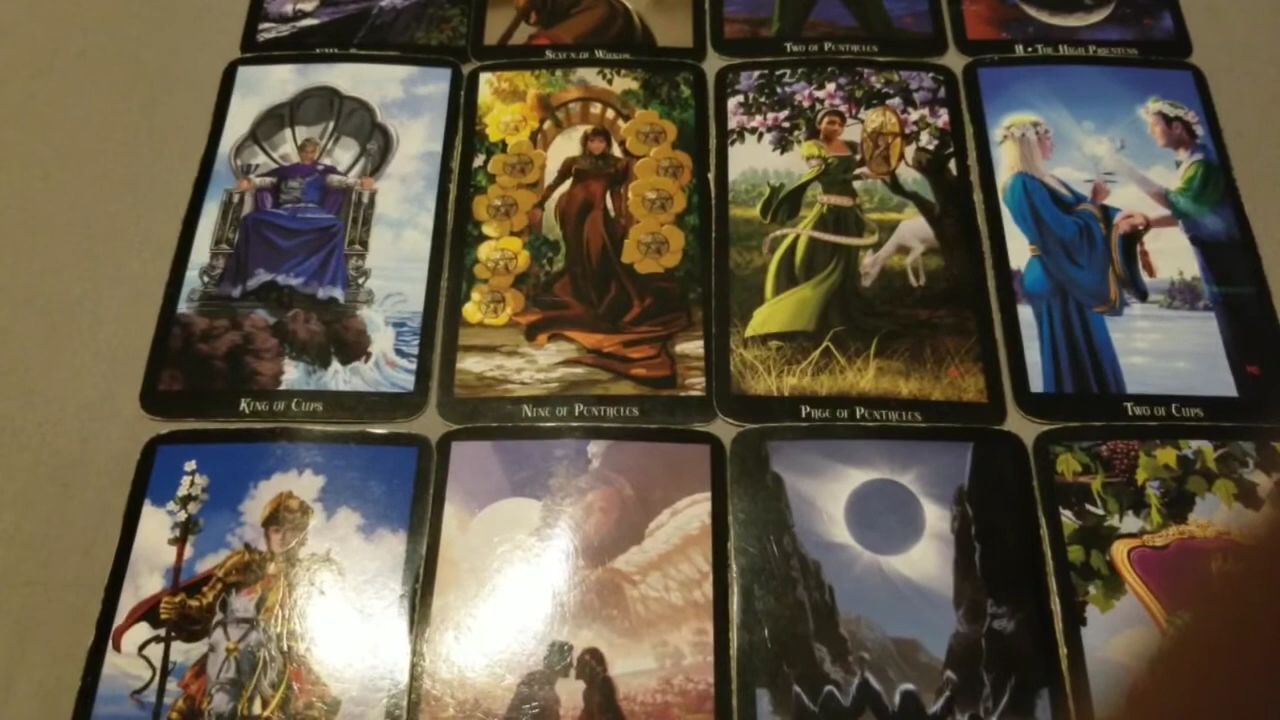 Seven of Wands
Two of Pentacles
II • The High Priestess
King of Cups
Nine of Pentacles
Page of Pentacles
Two of Cups